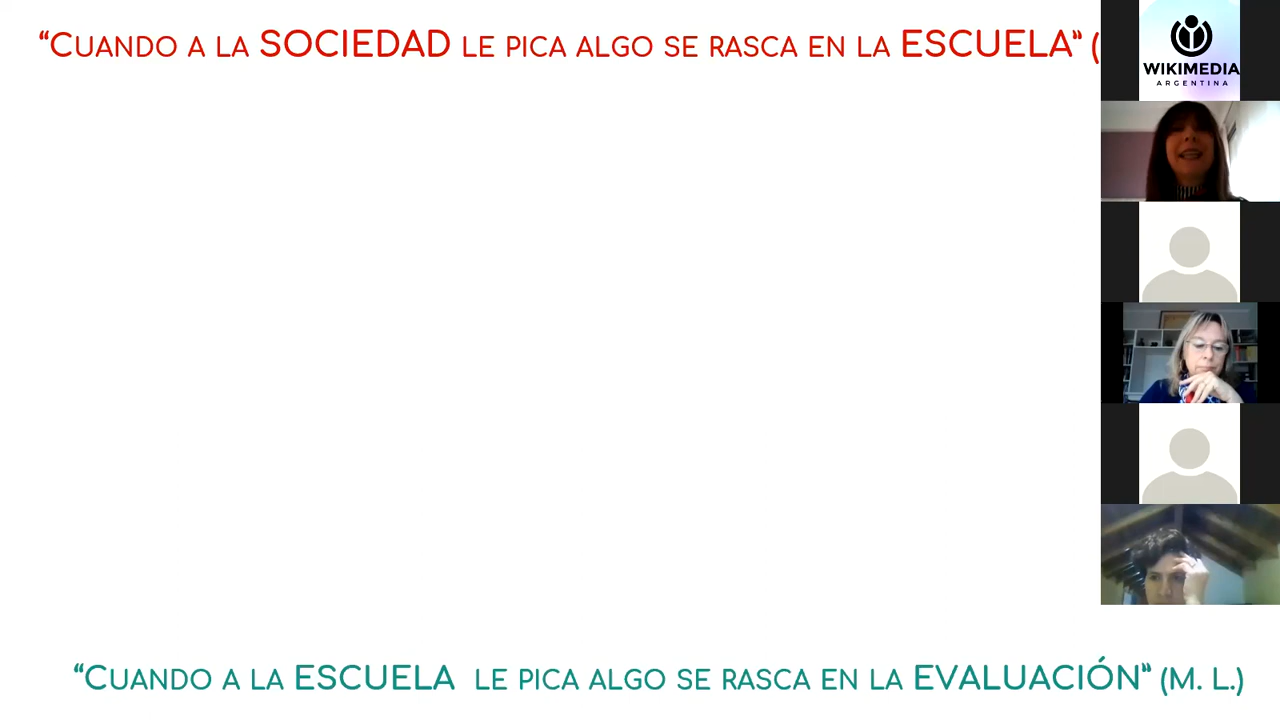 “CUANDO A LA SOCIEDAD LE PICA ALGO SE RASCA EN LA ESCUELA” (
WIKIMEDIA
ARGENTINA
“CUANDO A LA ESCUELA LE PICA ALGO SE RASCA EN LA EVALUACIÓN” (M. L.)